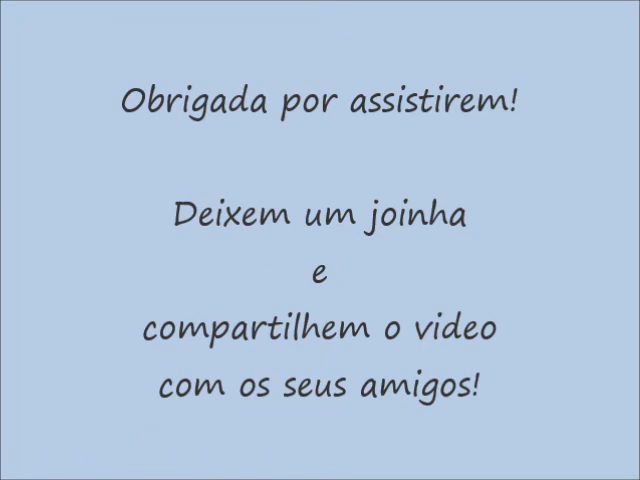 Obrigada por assistirem!
Deixem um joinha
e
compartilhem o video
com os seus amigos!